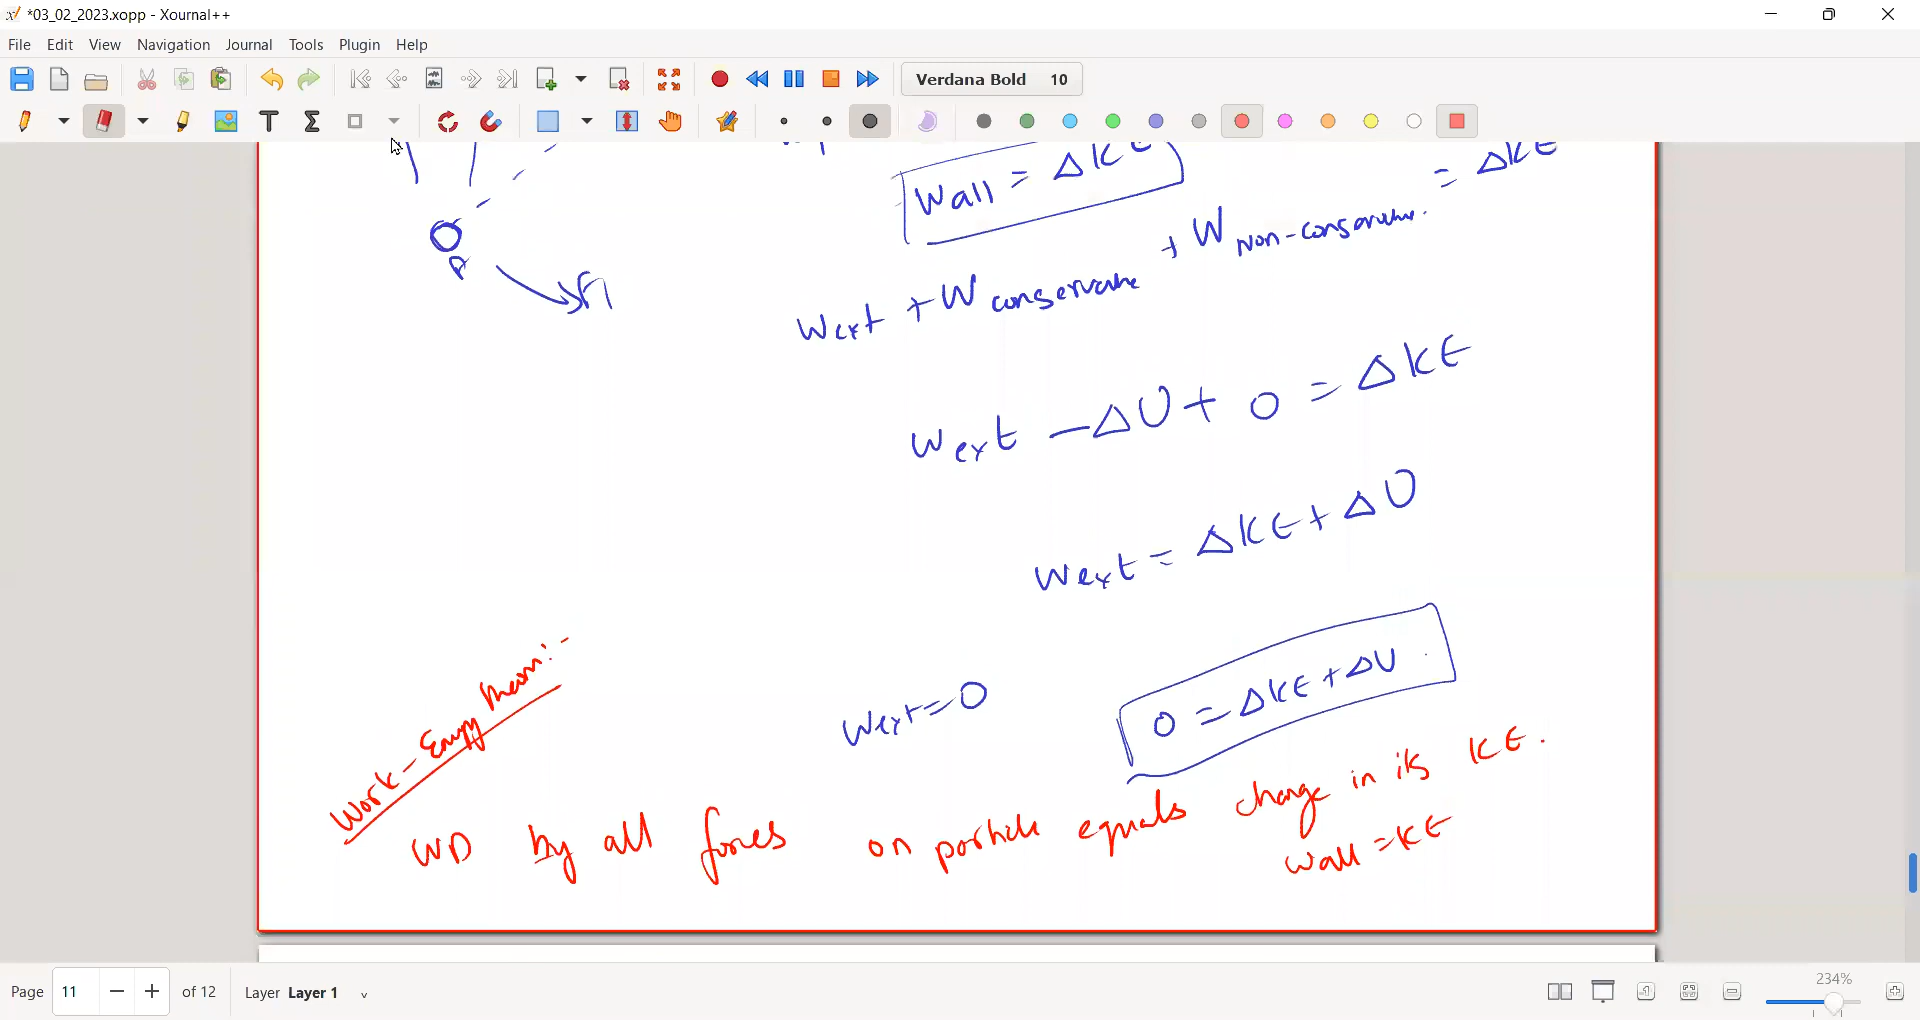 *03_02_2023.xopp - Xournal++
File Edit View Navigation Journal Tools Plugin Help
Verdana Bold 10
Wall = ΔKE
= ΔKE
Wext + Wconservative + WNon-conservative.
Wext - ΔU + 0 = ΔKE
Wext = ΔKE + ΔU
Wext = 0
0 = ΔKE + ΔU
Work - Energy theorem:-
WD by all forces on particle equals change in its KE.
Wall = KE
Page 11 of 12 Layer Layer 1
234%